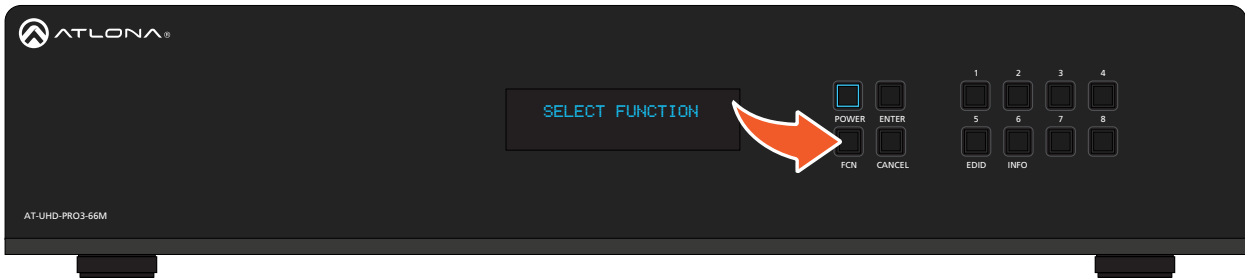 ATLONA®
SELECT FUNCTION
1 2 3 4
POWER ENTER
5 6 7 8
FCN CANCEL
EDID INFO
AT-UHD-PRO3-66M